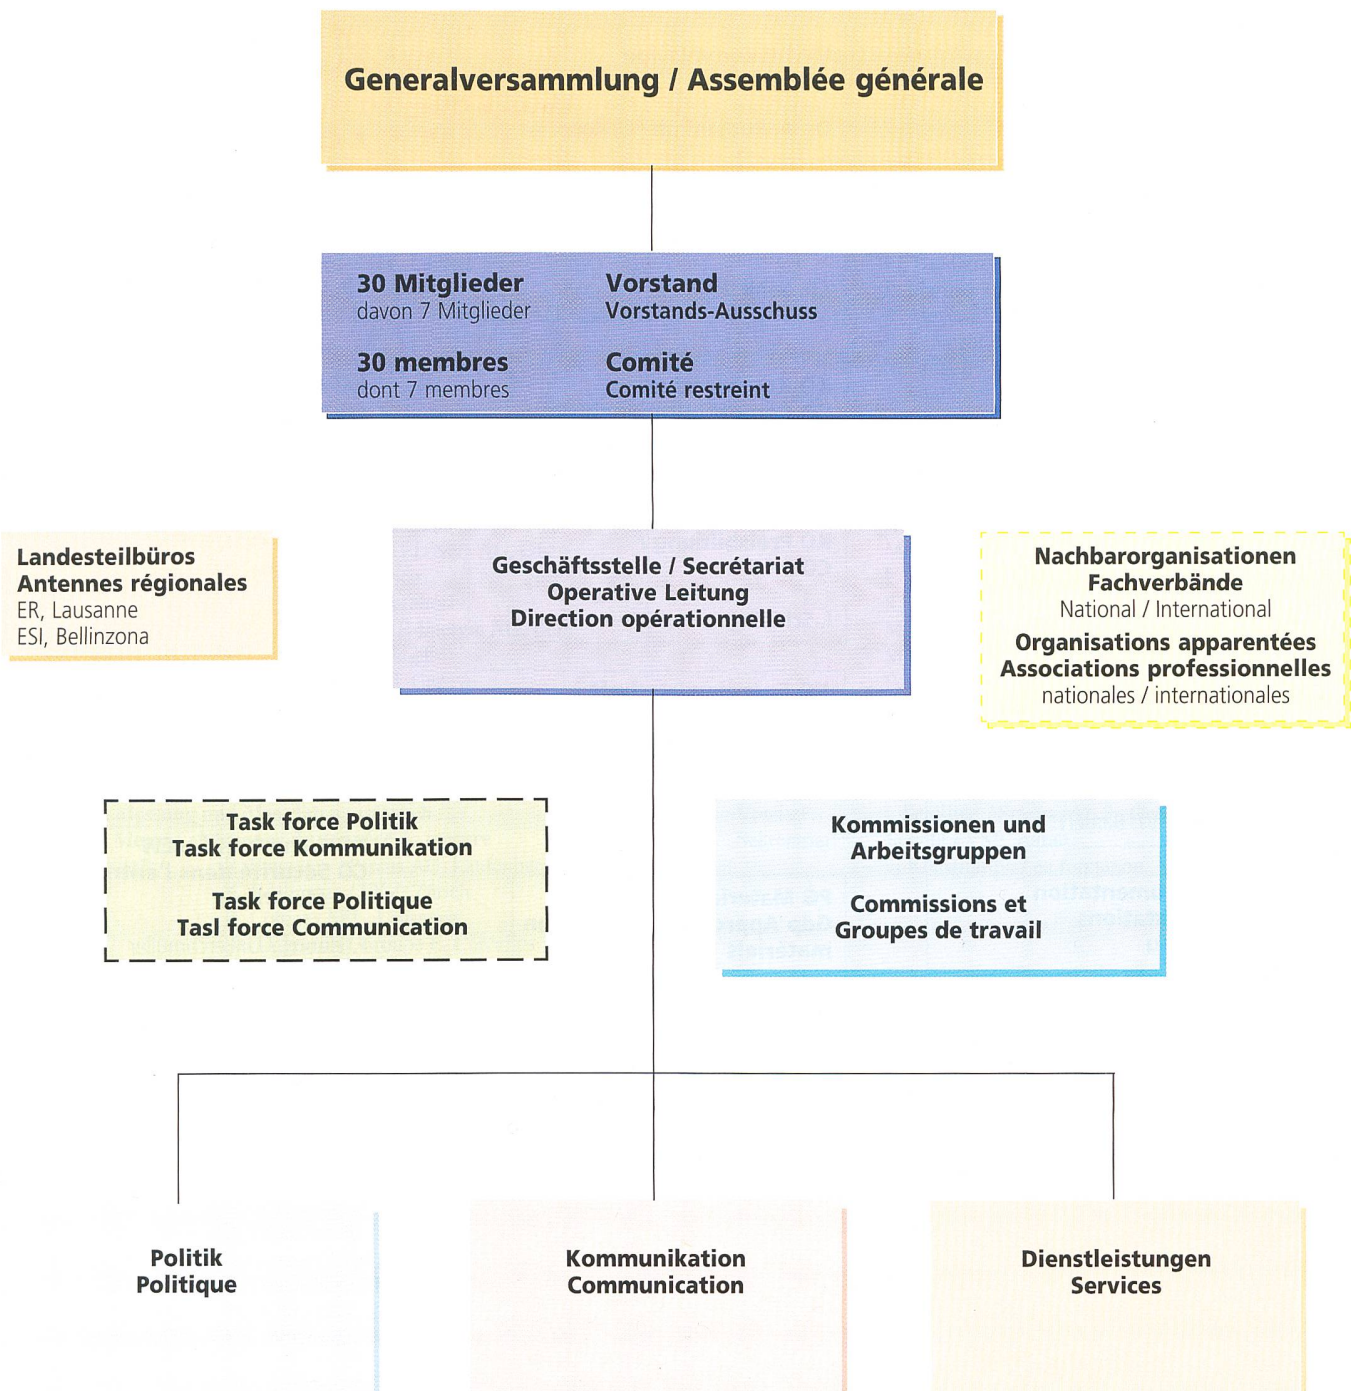 Generalversammlung / Assemblée générale
30 Mitglieder Vorstand
davon 7 Mitglieder Vorstands-Ausschuss
30 membres Comité
dont 7 membres Comité restreint
Landesteilbüros
Antennes régionales
ER, Lausanne
ESI, Bellinzona
Geschäftsstelle / Secrétariat
Operative Leitung
Direction opérationnelle
Nachbarorganisationen
Fachverbände
National / International
Organisations apparentées
Associations professionnelles
nationales / internationales
Task force Politik
Task force Kommunikation
Task force Politique
Tasl force Communication
Kommissionen und
Arbeitsgruppen
Commissions et
Groupes de travail
Politik
Politique
Kommunikation
Communication
Dienstleistungen
Services